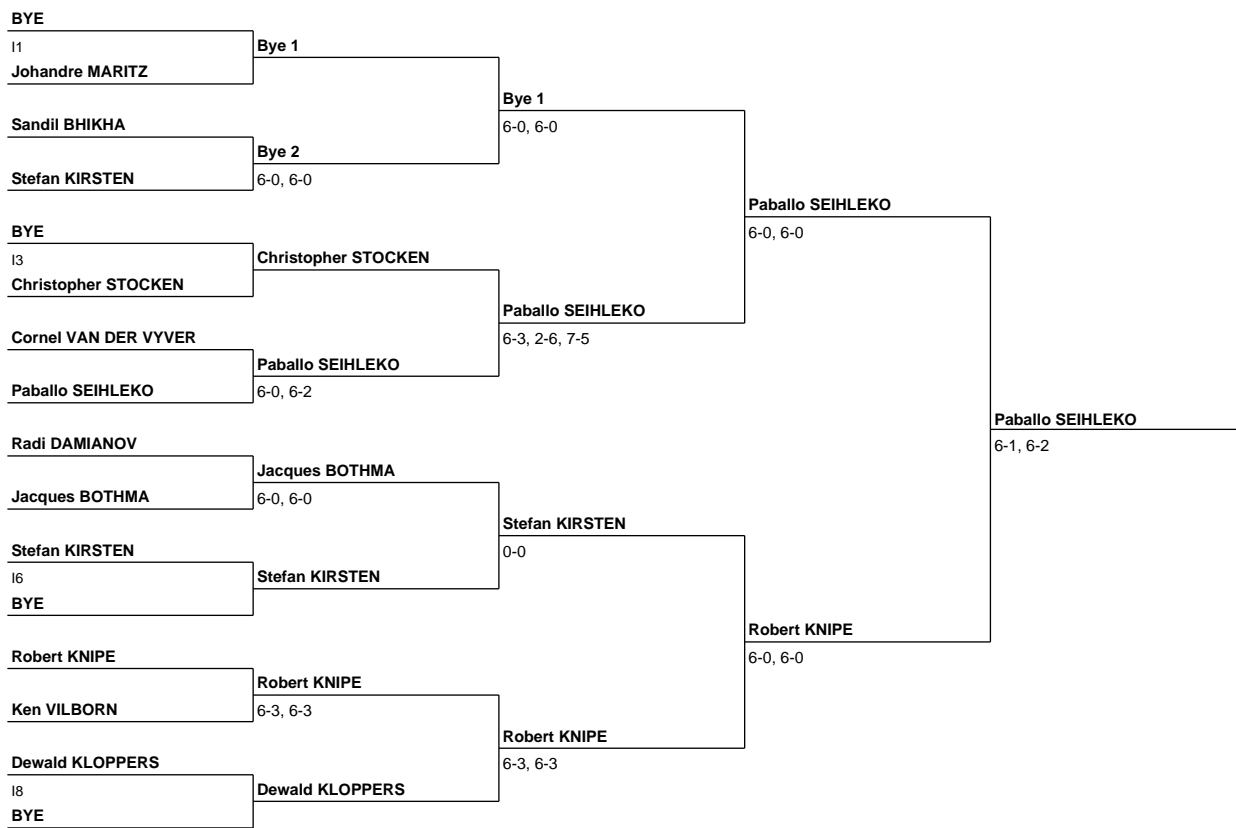 BYE
I1
Johandre MARITZ
Sandil BHIKHA
Stefan KIRSTEN
BYE
I3
Christopher STOCKEN
Cornel VAN DER VYVER
Paballo SEIHLEKO
Radi DAMIANOV
Jacques BOTHMA
Stefan KIRSTEN
I6
BYE
Robert KNIPE
Ken VILBORN
Dewald KLOPPERS
I8
BYE
Bye 1
Bye 2
6-0, 6-0
Christopher STOCKEN
Paballo SEIHLEKO
6-0, 6-2
Jacques BOTHMA
6-0, 6-0
Stefan KIRSTEN
Robert KNIPE
6-3, 6-3
Dewald KLOPPERS
Bye 1
6-0, 6-0
Paballo SEIHLEKO
6-3, 2-6, 7-5
Stefan KIRSTEN
0-0
Robert KNIPE
6-3, 6-3
Paballo SEIHLEKO
6-0, 6-0
Robert KNIPE
6-0, 6-0
Paballo SEIHLEKO
6-1, 6-2